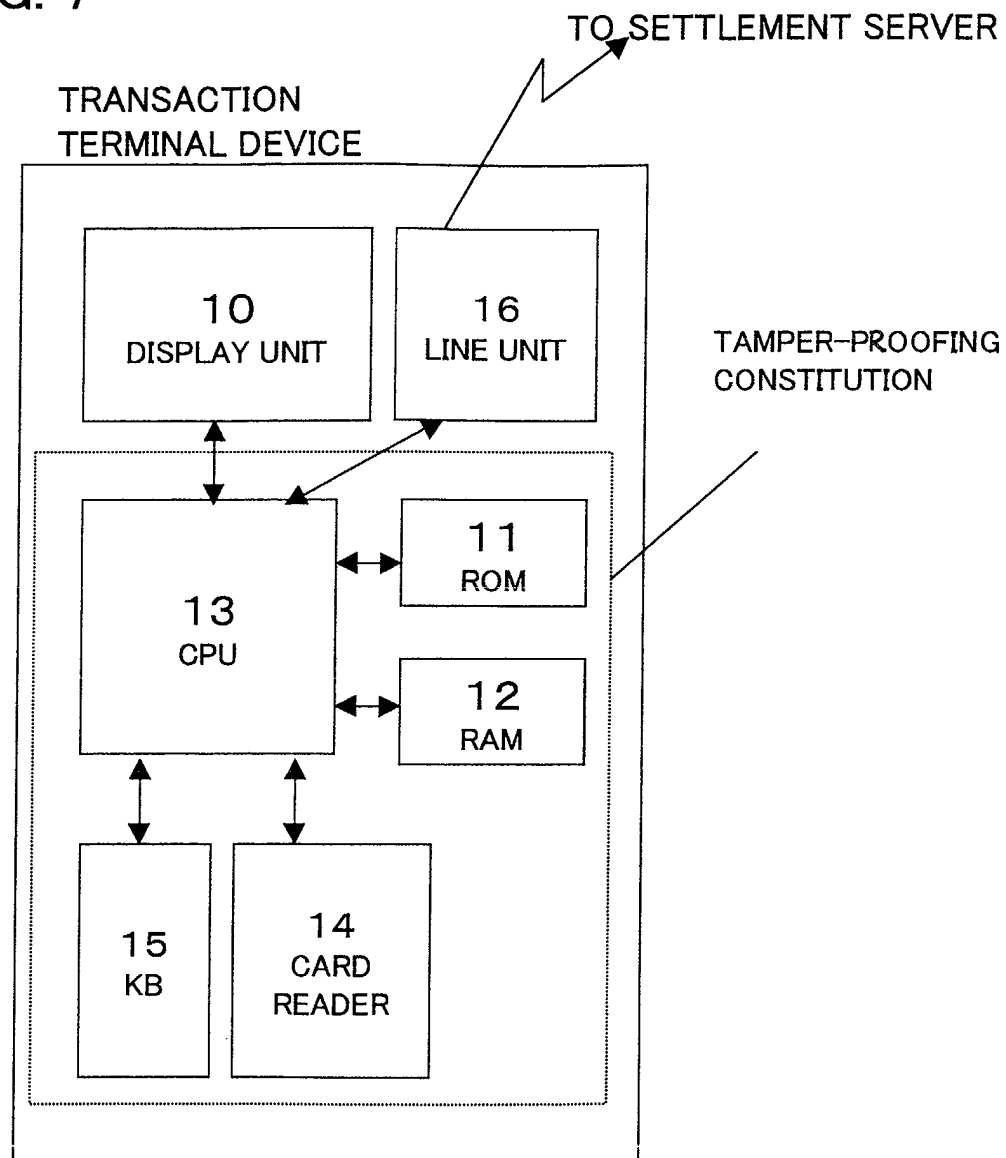 G. 7
TO SETTLEMENT SERVER
TRANSACTION
TERMINAL DEVICE
10
DISPLAY UNIT
16
LINE UNIT
TAMPER-PROOFING
CONSTITUTION
11
ROM
13
CPU
12
RAM
15
KB
14
CARD
READER